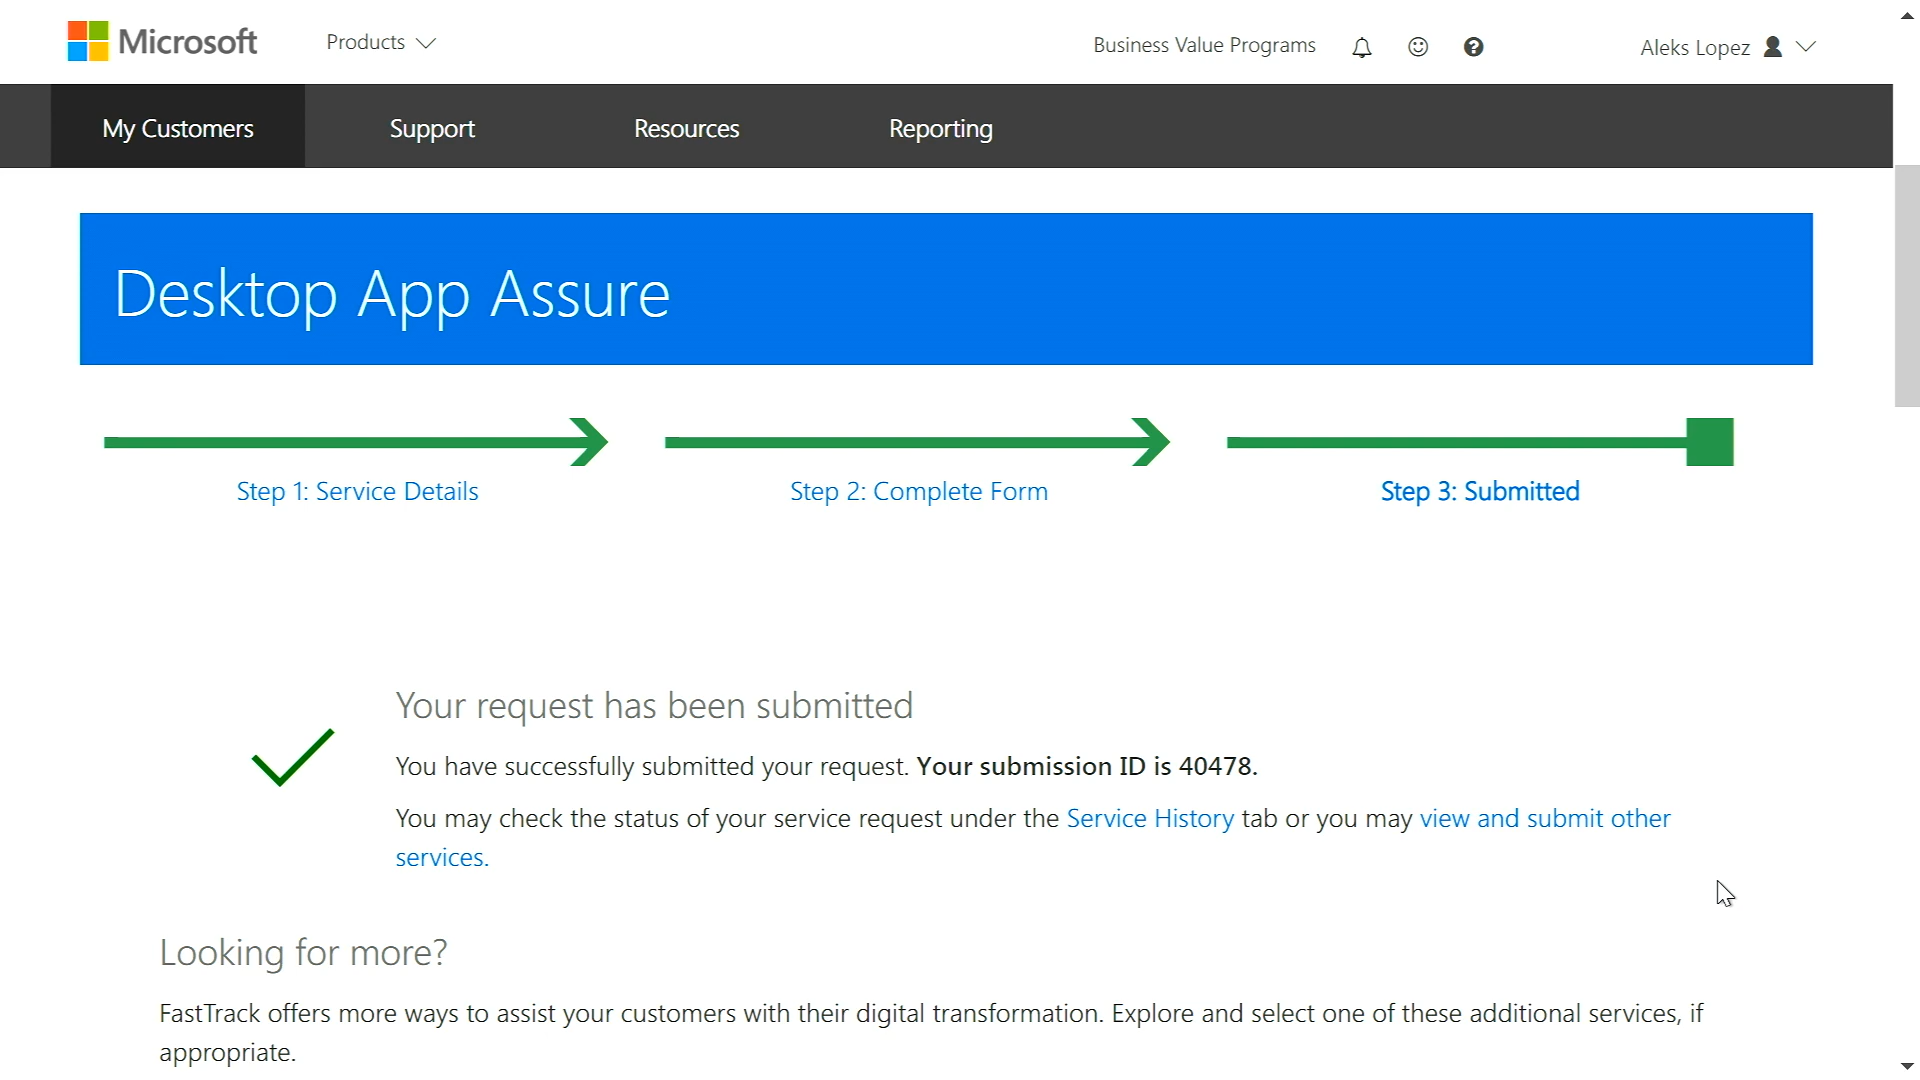 Microsoft
Products
Business Value Programs
Aleks Lopez
My Customers
Support
Resources
Reporting
Desktop App Assure
Step 1: Service Details
Step 2: Complete Form
Step 3: Submitted
Your request has been submitted
You have successfully submitted your request. Your submission ID is 40478.
You may check the status of your service request under the Service History tab or you may view and submit other
services.
Looking for more?
FastTrack offers more ways to assist your customers with their digital transformation. Explore and select one of these additional services, if
appropriate.